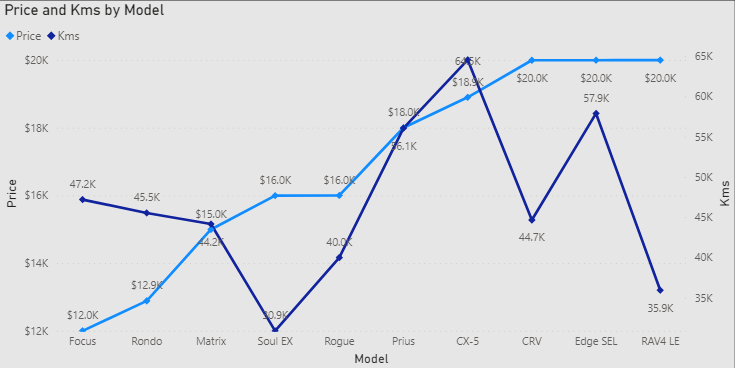 Price and Kms by Model
Price Kms
$20K
$18K
$16K
$14K
$12K
Price
65K
60K
55K
50K
45K
40K
35K
Kms
47.2K
45.5K
$15.0K
44.2K
$16.0K
30.9K
$16.0K
40.0K
$18.0K
56.1K
64.5K
$18.9K
$20.0K
44.7K
$20.0K
57.9K
$20.0K
35.9K
$12.0K
$12.9K
Focus Rondo Matrix Soul EX Rogue Prius CX-5 CRV Edge SEL RAV4 LE
Model